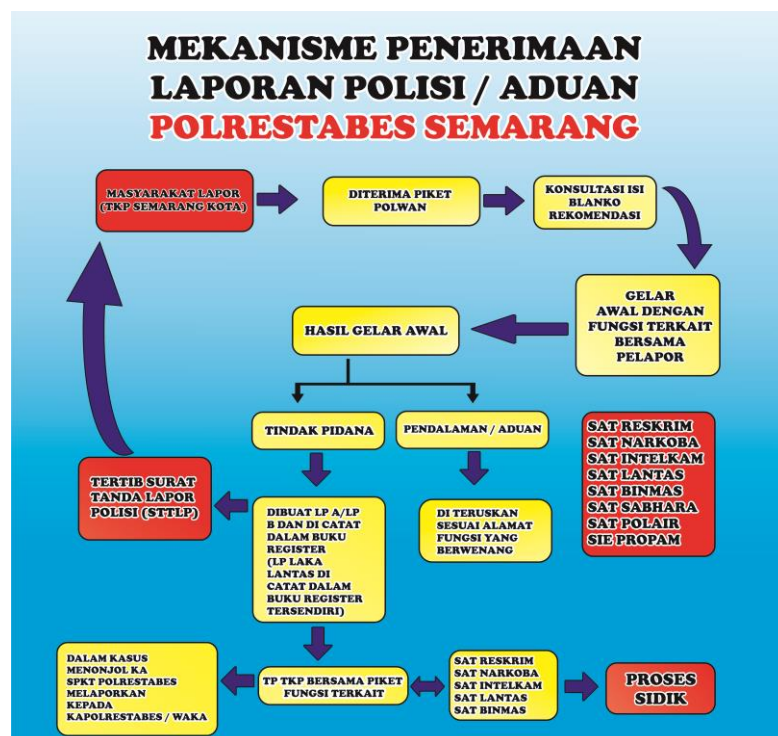 MEKANISME PENERIMAAN
LAPORAN POLISI / ADUAN
POLRESTABES SEMARANG
MASYARAKAT LAPOR
(TKP SEMARANG KOTA)
DITERIMA PIKET
POLWAN
KONSULTASI ISI
BLANKO
REKOMENDASI
GELAR
AWAL DENGAN
FUNGSI TERKAIT
BERSAMA
PELAPOR
HASIL GELAR AWAL
TINDAK PIDANA
PENDALAMAN / ADUAN
SAT RESKRIM
SAT NARKOBA
SAT INTELKAM
SAT LANTAS
SAT BINMAS
SAT SABHARA
SAT POLAIR
SIE PROPAM
TERTIB SURAT
TANDA LAPOR
POLISI (STTLP)
DIBUAT LP A/LP
B DAN DI CATAT
DALAM BUKU
REGISTER
(LP LAKA
LANTAS DI
CATAT DALAM
BUKU REGISTER
TERSENDIRI)
DI TERUSKAN
SESUAI ALAMAT
FUNGSI YANG
BERWENANG
DALAM KASUS
MENONJOL KA
SPKT POLRESTABES
MELAPORKAN
KEPADA
KAPOLRESTABES / WAKA
TP TKP BERSAMA PIKET
FUNGSI TERKAIT
SAT RESKRIM
SAT NARKOBA
SAT INTELKAM
SAT LANTAS
SAT BINMAS
PROSES
SIDIK